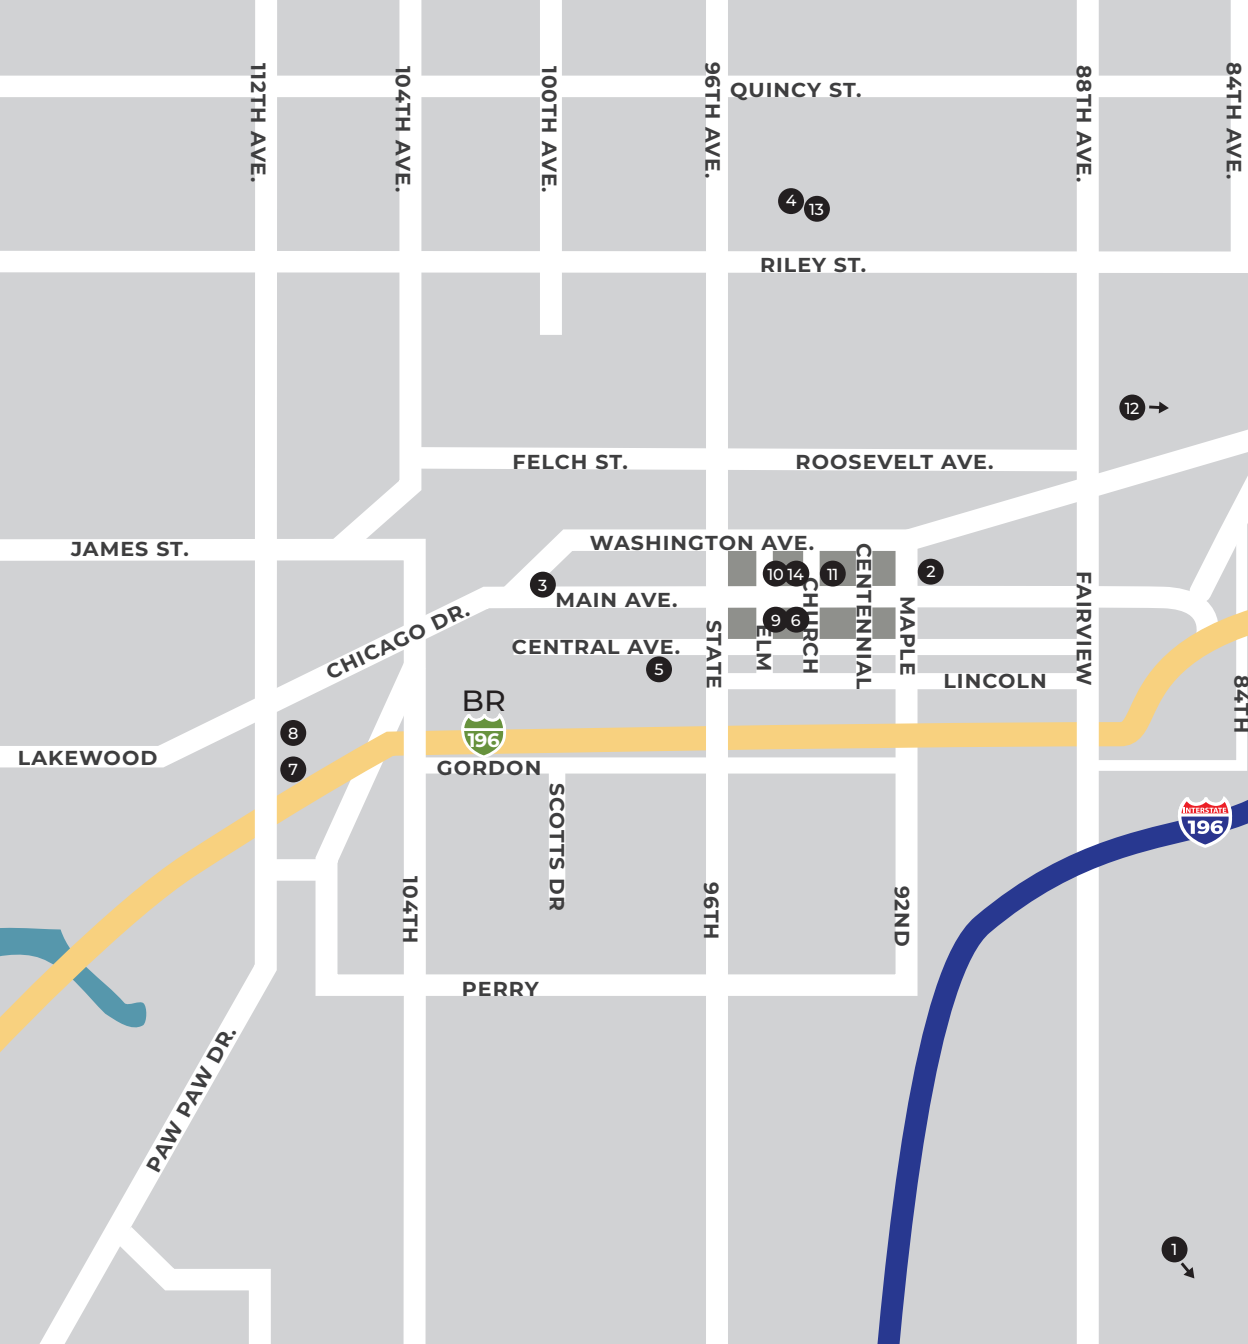 112TH AVE.
104TH AVE.
100TH AVE.
96TH AVE.
88TH AVE.
84TH AVE.
QUINCY ST.
4
13
RILEY ST.
12
FELCH ST.
ROOSEVELT AVE.
JAMES ST.
WASHINGTON AVE.
10
14
11
2
3
CENTENNIAL
CHURCH
MAIN AVE.
9
6
MAPLE
FAIRVIEW
CHICAGO DR.
STATE
ELM
CENTRAL AVE.
5
LINCOLN
84TH
BR
196
8
7
LAKEWOOD
GORDON
SCOTTS DR
INTERSTATE
196
104TH
96TH
92ND
PERRY
PAW PAW DR.
1